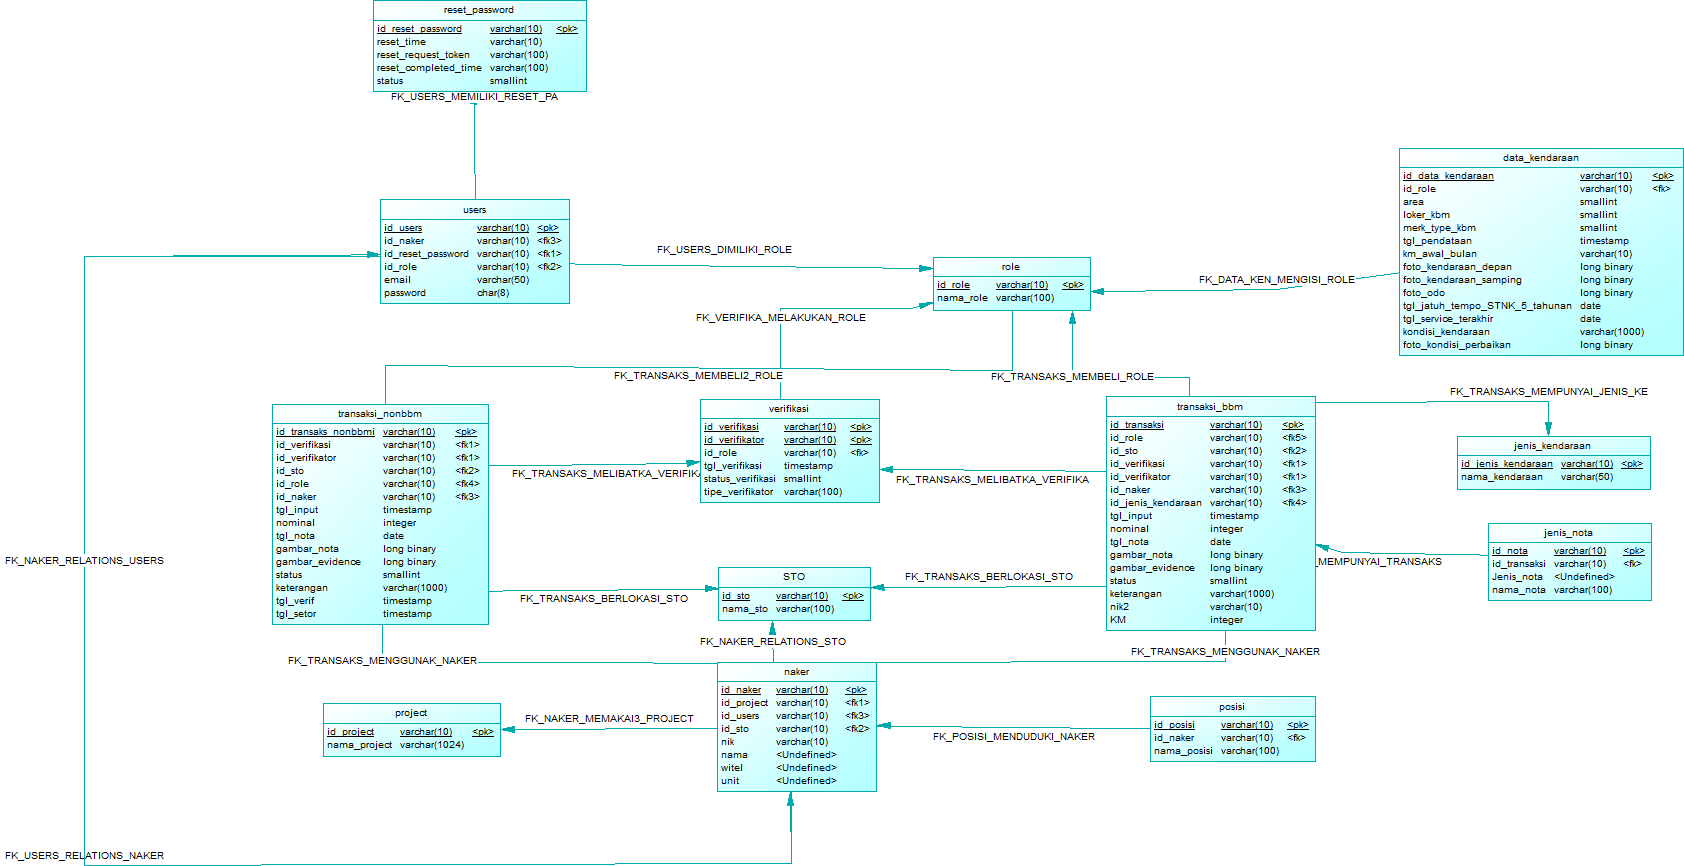 reset_password
id_reset_password varchar(10) <pk>
reset_time varchar(10)
reset_request_token varchar(100)
reset_completed_time varchar(100)
status smallint
FK_USERS_MEMILIKI_RESET_PA
users
id_users varchar(10) <pk>
id_naker varchar(10) <fk3>
id_reset_password varchar(10) <fk1>
id_role varchar(10) <fk2>
email varchar(50)
password char(8)
FK_USERS_DIMILIKI_ROLE
role
id_role varchar(10) <pk>
nama_role varchar(100)
FK_DATA_KEN_MENGISI_ROLE
data_kendaraan
id_data_kendaraan varchar(10) <pk>
id_role varchar(10) <fk>
area smallint
loker_kbm smallint
merk_type_kbm smallint
tgl_pendataan timestamp
km_awal_bulan varchar(10)
foto_kendaraan_depan long binary
foto_kendaraan_samping long binary
foto_odo long binary
tgl_jatuh_tempo_STNK_5_tahunan date
tgl_service_terakhir date
kondisi_kendaraan varchar(1000)
foto_kondisi_perbaikan long binary
FK_VERIFIKA_MELAKUKAN_ROLE
FK_TRANSAKS_MEMBELI2_ROLE
FK_TRANSAKS_MEMBELI_ROLE
FK_TRANSAKS_MEMPUNYAI_JENIS_KE
transaksi_nonbbm
id_transaks_nonbbmi varchar(10) <pk>
id_verifikasi varchar(10) <fk1>
id_verifikator varchar(10) <fk1>
id_sto varchar(10) <fk2>
id_role varchar(10) <fk4>
id_naker varchar(10) <fk3>
tgl_input timestamp
nominal integer
tgl_nota date
gambar_nota long binary
gambar_evidence long binary
status smallint
keterangan varchar(1000)
tgl_verif timestamp
tgl_setor timestamp
FK_TRANSAKS_MELIBATKA_VERIFIKA
verifikasi
id_verifikasi varchar(10) <pk>
id_verifikator varchar(10) <pk>
id_role varchar(10) <fk>
tgl_verifikasi timestamp
status_verifikasi smallint
tipe_verifikator varchar(100)
FK_TRANSAKS_MELIBATKA_VERIFIKA
transaksi_bbm
id_transaksi varchar(10) <pk>
id_role varchar(10) <fk5>
id_sto varchar(10) <fk2>
id_verifikasi varchar(10) <fk1>
id_verifikator varchar(10) <fk1>
id_naker varchar(10) <fk3>
id_jenis_kendaraan varchar(10) <fk4>
tgl_input timestamp
nominal integer
tgl_nota date
gambar_nota long binary
gambar_evidence long binary
status smallint
keterangan varchar(1000)
nik2 varchar(10)
KM integer
jenis_kendaraan
id_jenis_kendaraan varchar(10) <pk>
nama_kendaraan varchar(50)
jenis_nota
id_nota varchar(10) <pk>
id_transaksi varchar(10) <fk>
Jenis_nota <Undefined>
nama_nota varchar(100)
MEMPUNYAI_TRANSAKS
FK_NAKER_RELATIONS_USERS
FK_TRANSAKS_BERLOKASI_STO
STO
id_sto varchar(10) <pk>
nama_sto varchar(100)
FK_TRANSAKS_BERLOKASI_STO
FK_NAKER_RELATIONS_STO
FK_TRANSAKS_MENGGUNAK_NAKER
FK_TRANSAKS_MENGGUNAK_NAKER
naker
id_naker varchar(10) <pk>
id_project varchar(10) <fk1>
id_users varchar(10) <fk3>
id_sto varchar(10) <fk2>
nik varchar(10)
nama <Undefined>
witel <Undefined>
unit <Undefined>
project
id_project varchar(10) <pk>
nama_project varchar(1024)
FK_NAKER_MEMAKAI3_PROJECT
FK_POSISI_MENDUDUKI_NAKER
posisi
id_posisi varchar(10) <pk>
id_naker varchar(10) <fk>
nama_posisi varchar(100)
FK_USERS_RELATIONS_NAKER